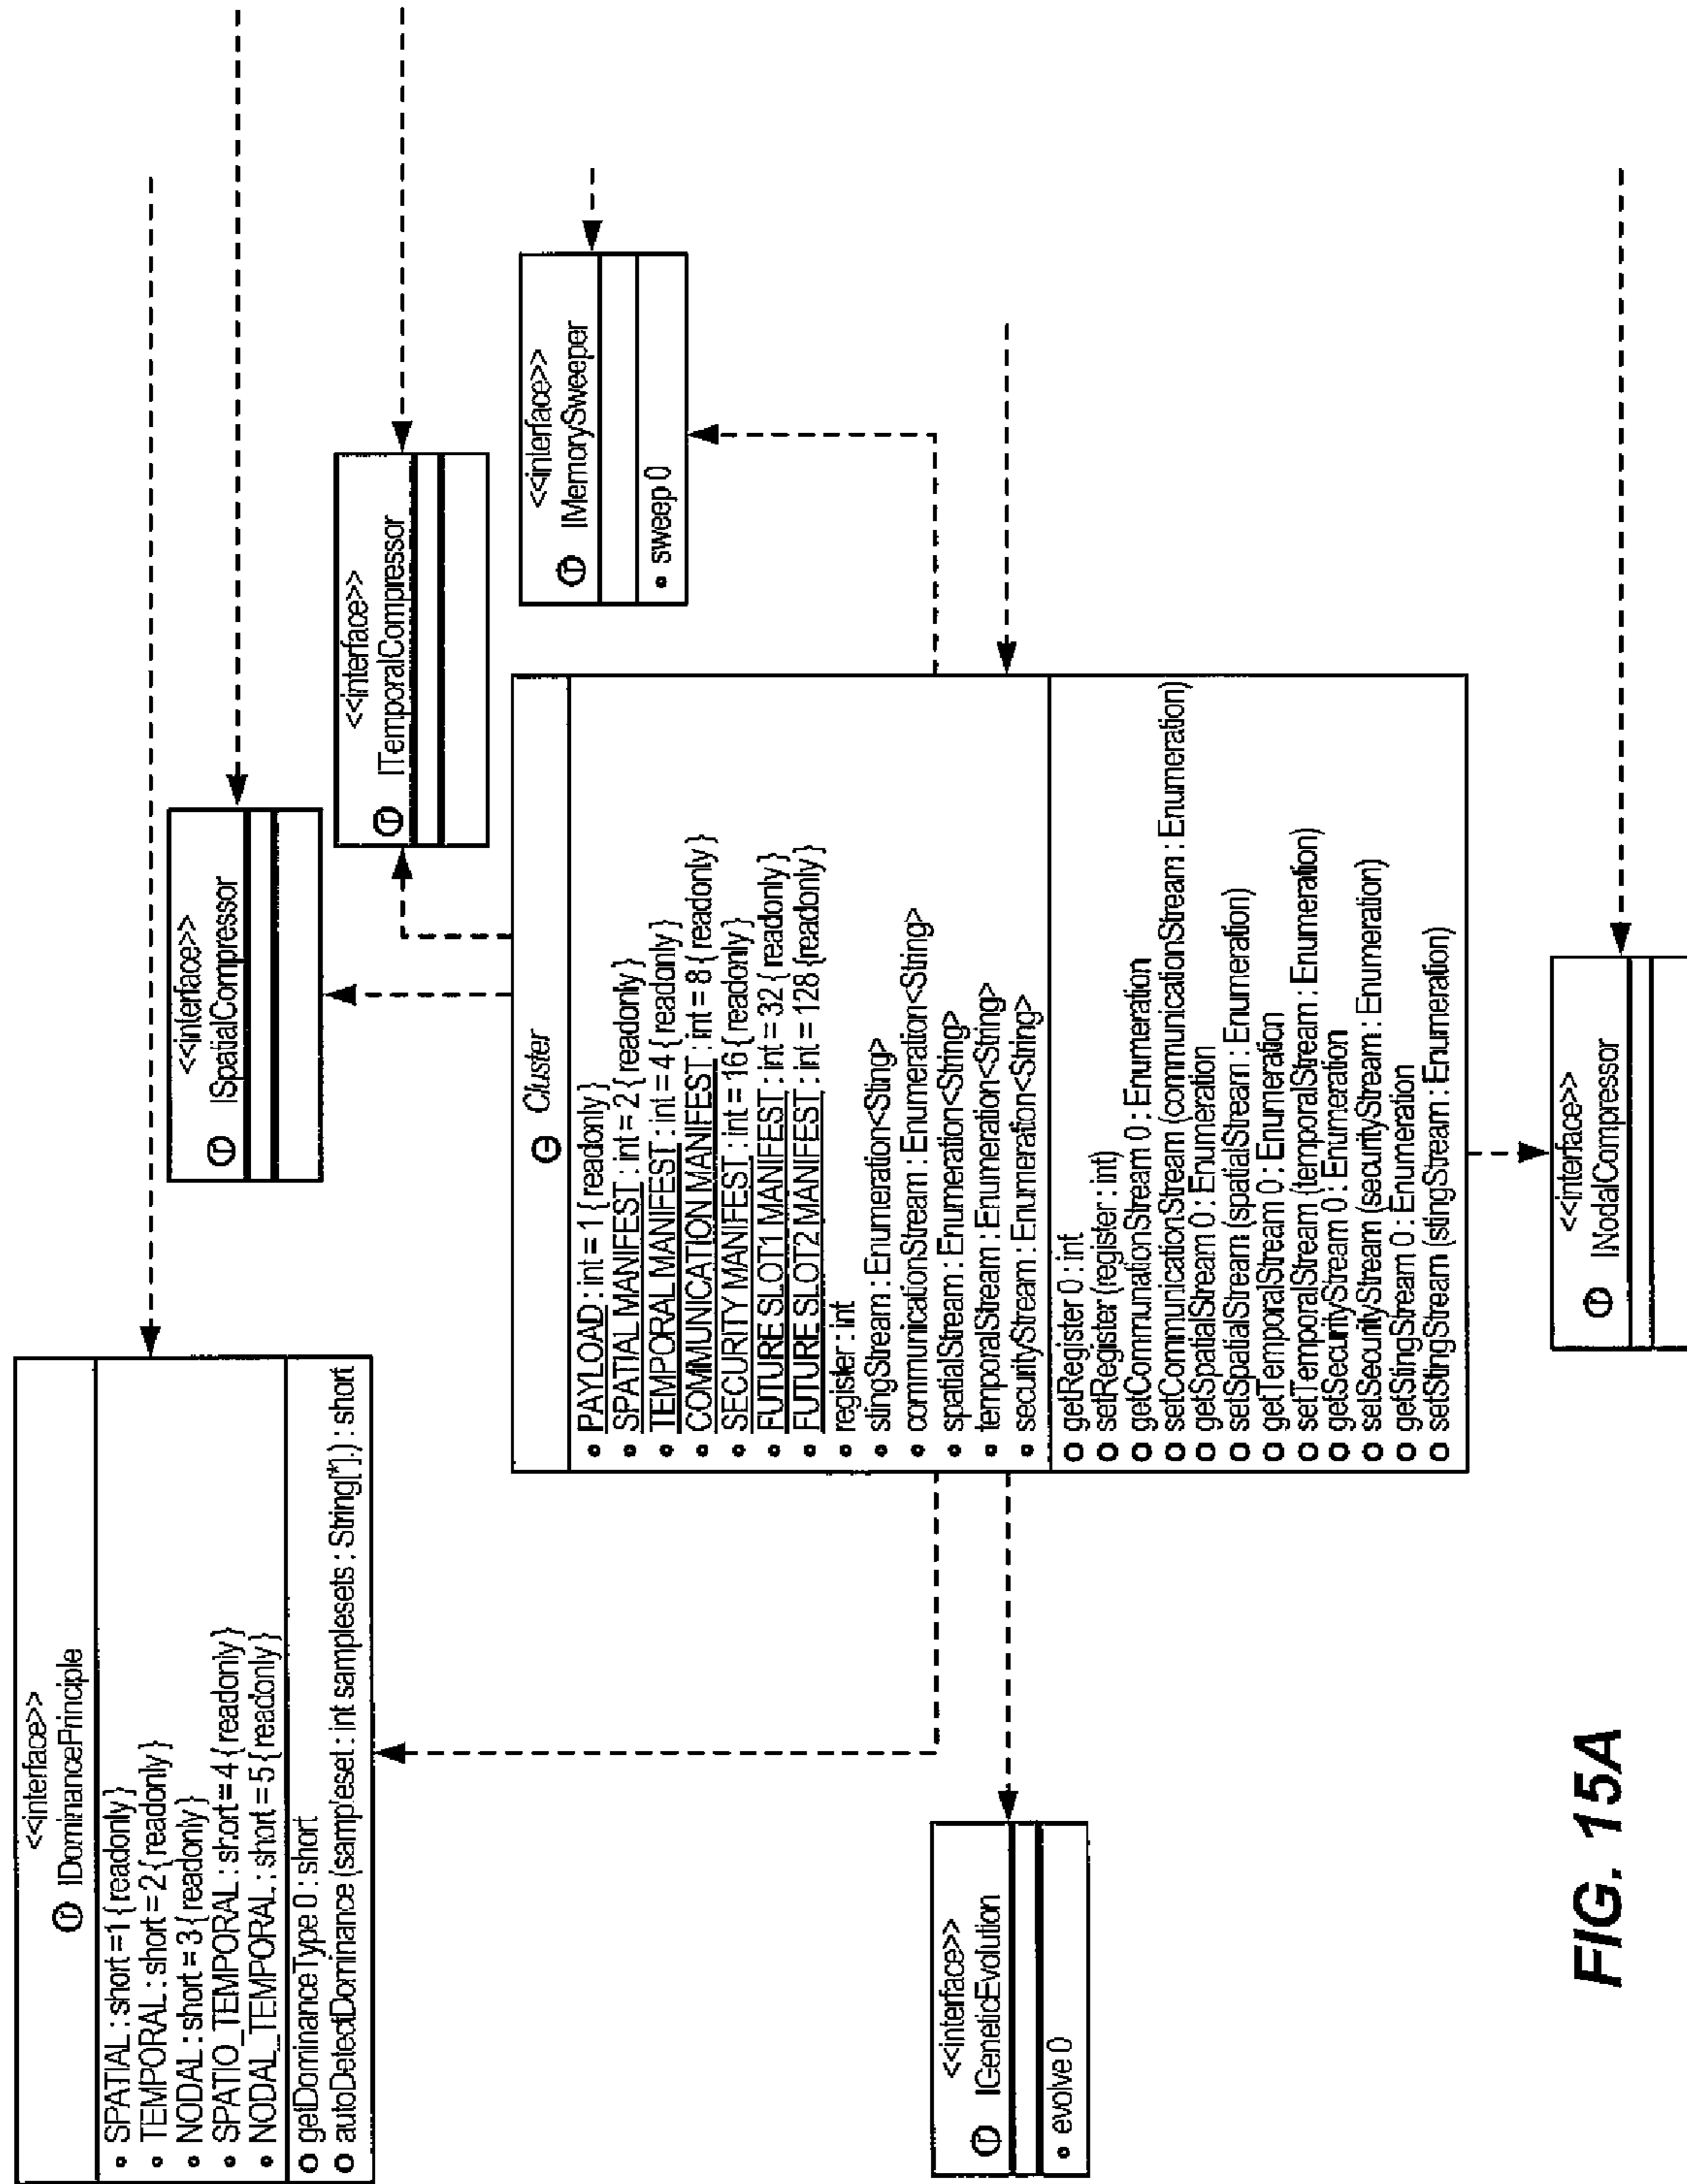 <<interface>>
IDominancePrinciple
SPATIAL : short = 1 { readonly }
TEMPORAL : short = 2 { readonly }
NODAL : short = 3 { readonly }
SPATIO_TEMPORAL : short = 4 { readonly }
NODAL_TEMPORAL : short = 5 { readonly }
getDominanceType 0 : short
autoDetectDominance (sampleset : int samplesets : String[*].) : short
<<interface>>
ISpatialCompressor
<<interface>>
ITemporalCompressor
<<interface>>
IMemorySweeper
sweep 0
Cluster
PAYLOAD : int = 1 { readonly }
SPATIAL MANIFEST : int = 2 { readonly }
TEMPORAL MANIFEST : int = 4 { readonly }
COMMUNICATION MANIFEST : int = 8 { readonly }
SECURITY MANIFEST : int = 16 { readonly }
FUTURE SLOT1 MANIFEST : int = 32 { readonly }
FUTURE SLOT2 MANIFEST : int = 128 {readonly }
register : int
stingStream : Enumeration<Sting>
communicationStream : Enumeration<String>
spatialStream : Enumeration<String>
temporalStream : Enumeration<String>
securityStream : Enumeration<String>
getRegister 0 : int
setRegister (register : int)
getCommunationStream 0 : Enumeration
setCommunicationStream (communicationStream : Enumeration)
getSpatialStream 0 : Enumeration
setSpatialStream (spatialStream : Enumeration)
getTemporalStream 0 : Enumeration
setTemporalStream (temporalStream : Enumeration)
getSecurityStream 0 : Enumeration
setSecurityStream (securityStream : Enumeration)
getStingStream 0 : Enumeration
setStingStream (stingStream : Enumeration)
<<interface>>
IGeneticEvolution
evolve 0
<<interface>>
INodalCompressor
FIG. 15A